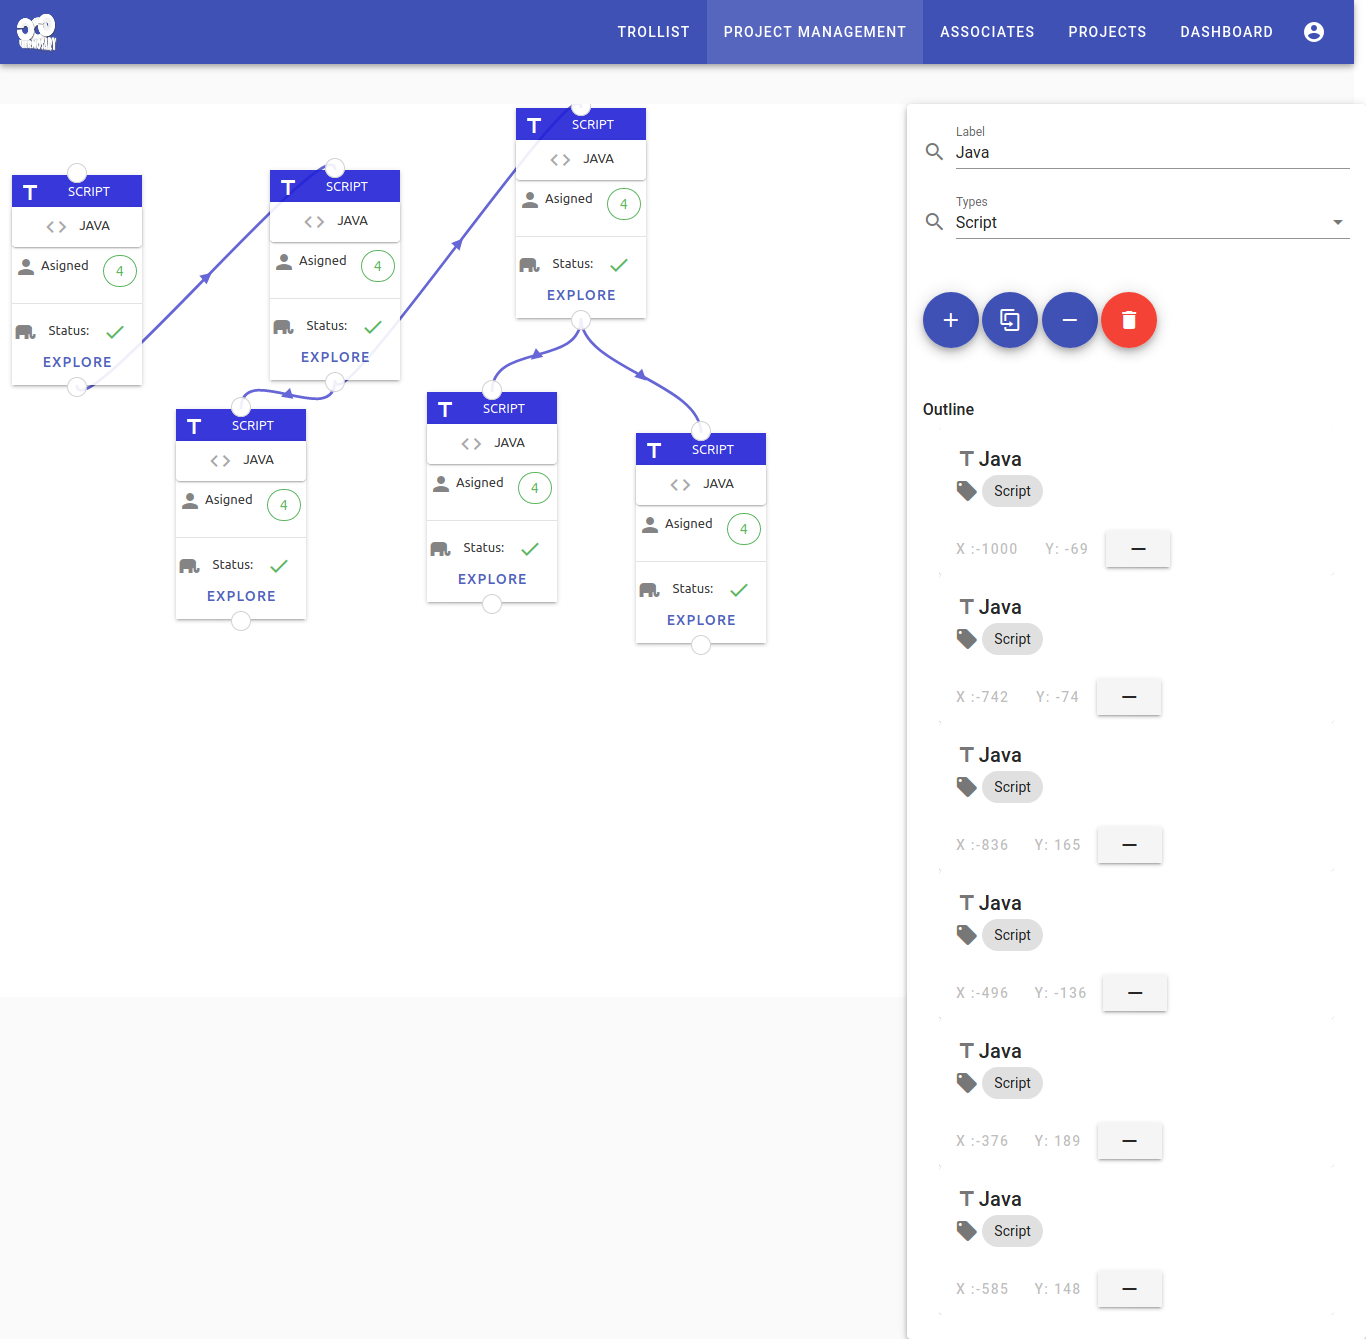 TROLLIST PROJECT MANAGEMENT ASSOCIATES PROJECTS DASHBOARD
SCRIPT
JAVA
Asigned 4
Status:
EXPLORE
SCRIPT
JAVA
Asigned 4
Status:
EXPLORE
SCRIPT
JAVA
Asigned 4
Status:
EXPLORE
SCRIPT
JAVA
Asigned 4
Status:
EXPLORE
SCRIPT
JAVA
Asigned 4
Status:
EXPLORE
SCRIPT
JAVA
Asigned 4
Status:
EXPLORE
Label
Java
Types
Script
Outline
Java
Script
X :-1000 Y: -69
Java
Script
X :-742 Y: -74
Java
Script
X :-836 Y: 165
Java
Script
X :-496 Y: -136
Java
Script
X :-376 Y: 189
Java
Script
X :-585 Y: 148